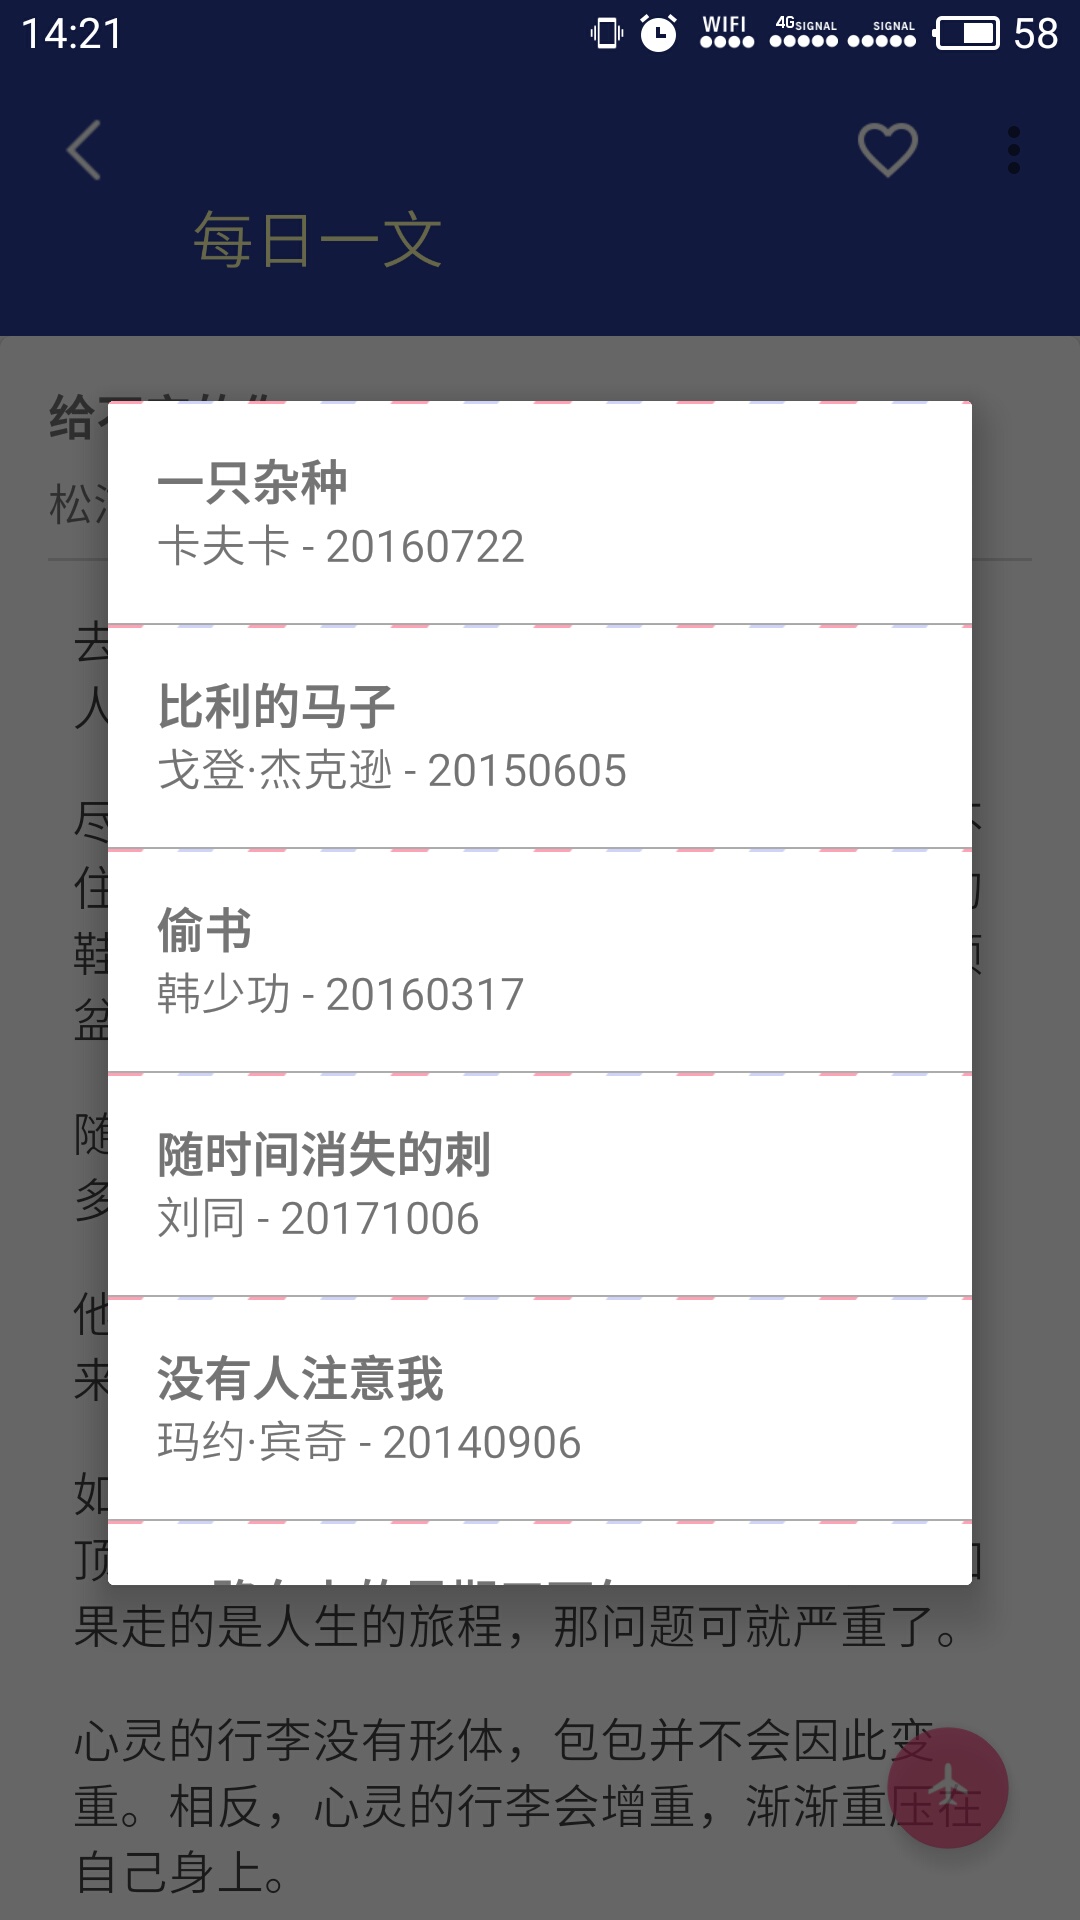 14:21
WIFI
4G SIGNAL
SIGNAL
58
每日一文
一只杂种
卡夫卡 - 20160722
比利的马子
戈登·杰克逊 - 20150605
偷书
韩少功 - 20160317
随时间消失的刺
刘同 - 20171006
没有人注意我
玛约·宾奇 - 20140906
给
松
去
人
尽
住
鞋
盆
随
多
他
来
如
顶
果走的是人生的旅程，那问题可就严重了。
心灵的行李没有形体，包包并不会因此变
重。相反，心灵的行李会增重，渐渐重压在
自己身上。